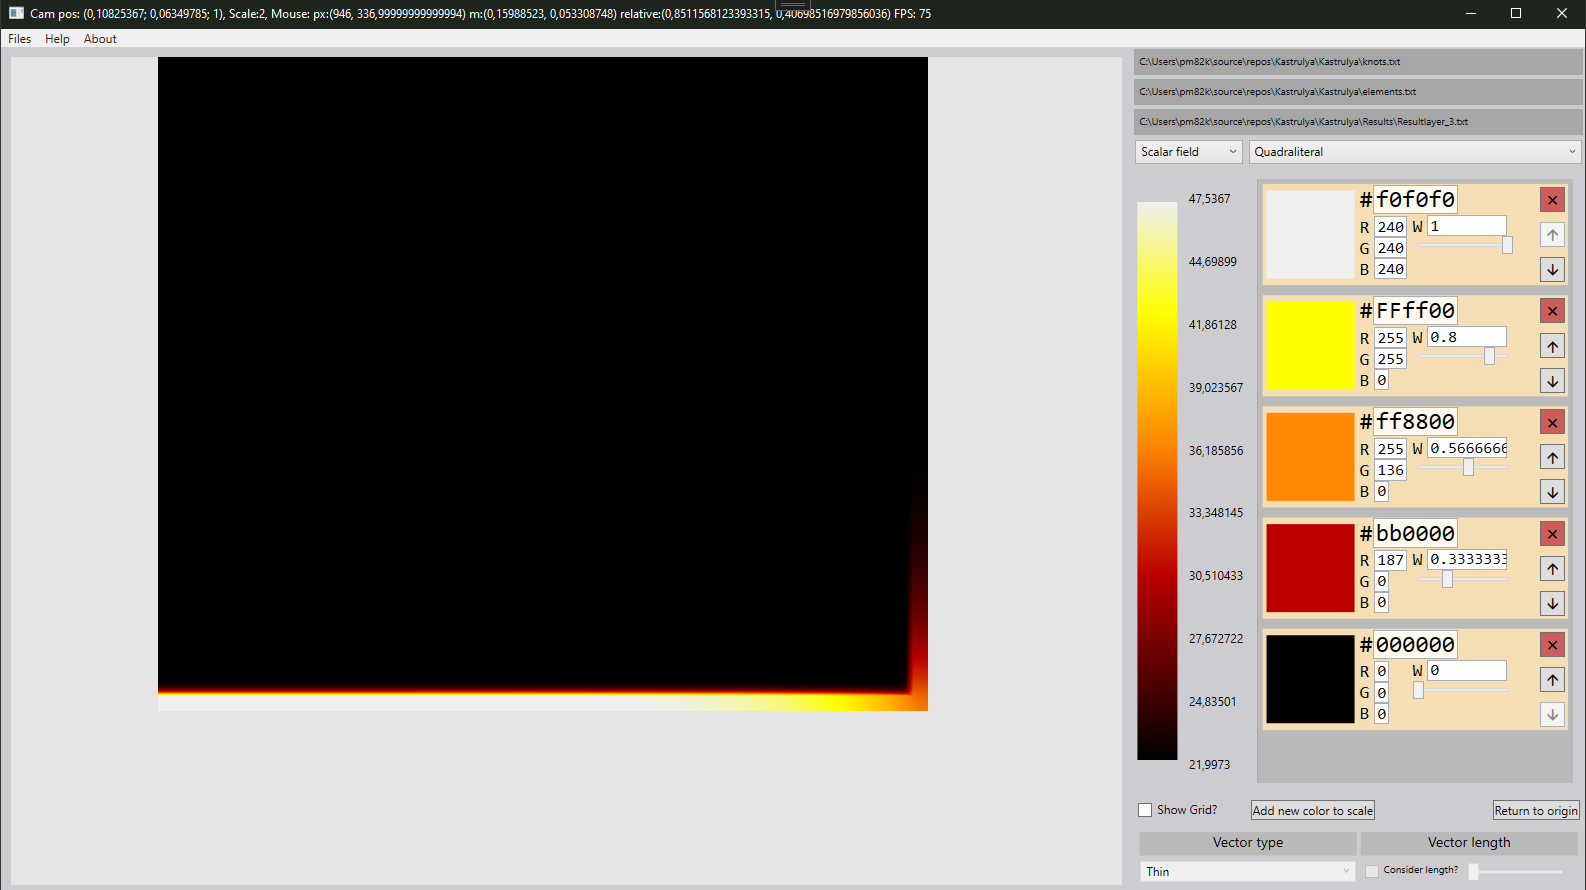 Cam pos: (0,10825367; 0,06349785; 1), Scale:2, Mouse: px:(946, 336,99999999999994) m:(0,15988523, 0,053308748) relative:(0,8511568123393315, 0,40698516979856036) FPS: 75
Files Help About
C:\Users\pm82k\source\repos\Kastrulya\Kastrulya\knots.txt
C:\Users\pm82k\source\repos\Kastrulya\Kastrulya\elements.txt
C:\Users\pm82k\source\repos\Kastrulya\Kastrulya\Results\Resultlayer_3.txt
Scalar field Quadraliteral
47,5367
44,69899
41,86128
39,023567
36,185856
33,348145
30,510433
27,672722
24,83501
21,9973
#f0f0f0
R 240 W 1
G 240
B 240
#FFff00
R 255 W 0.8
G 255
B 0
#ff8800
R 255 W 0.5666666
G 136
B 0
#bb0000
R 187 W 0.3333333
G 0
B 0
#000000
R 0 W 0
G 0
B 0
Show Grid? Add new color to scale Return to origin
Vector type Vector length
Thin Consider length?